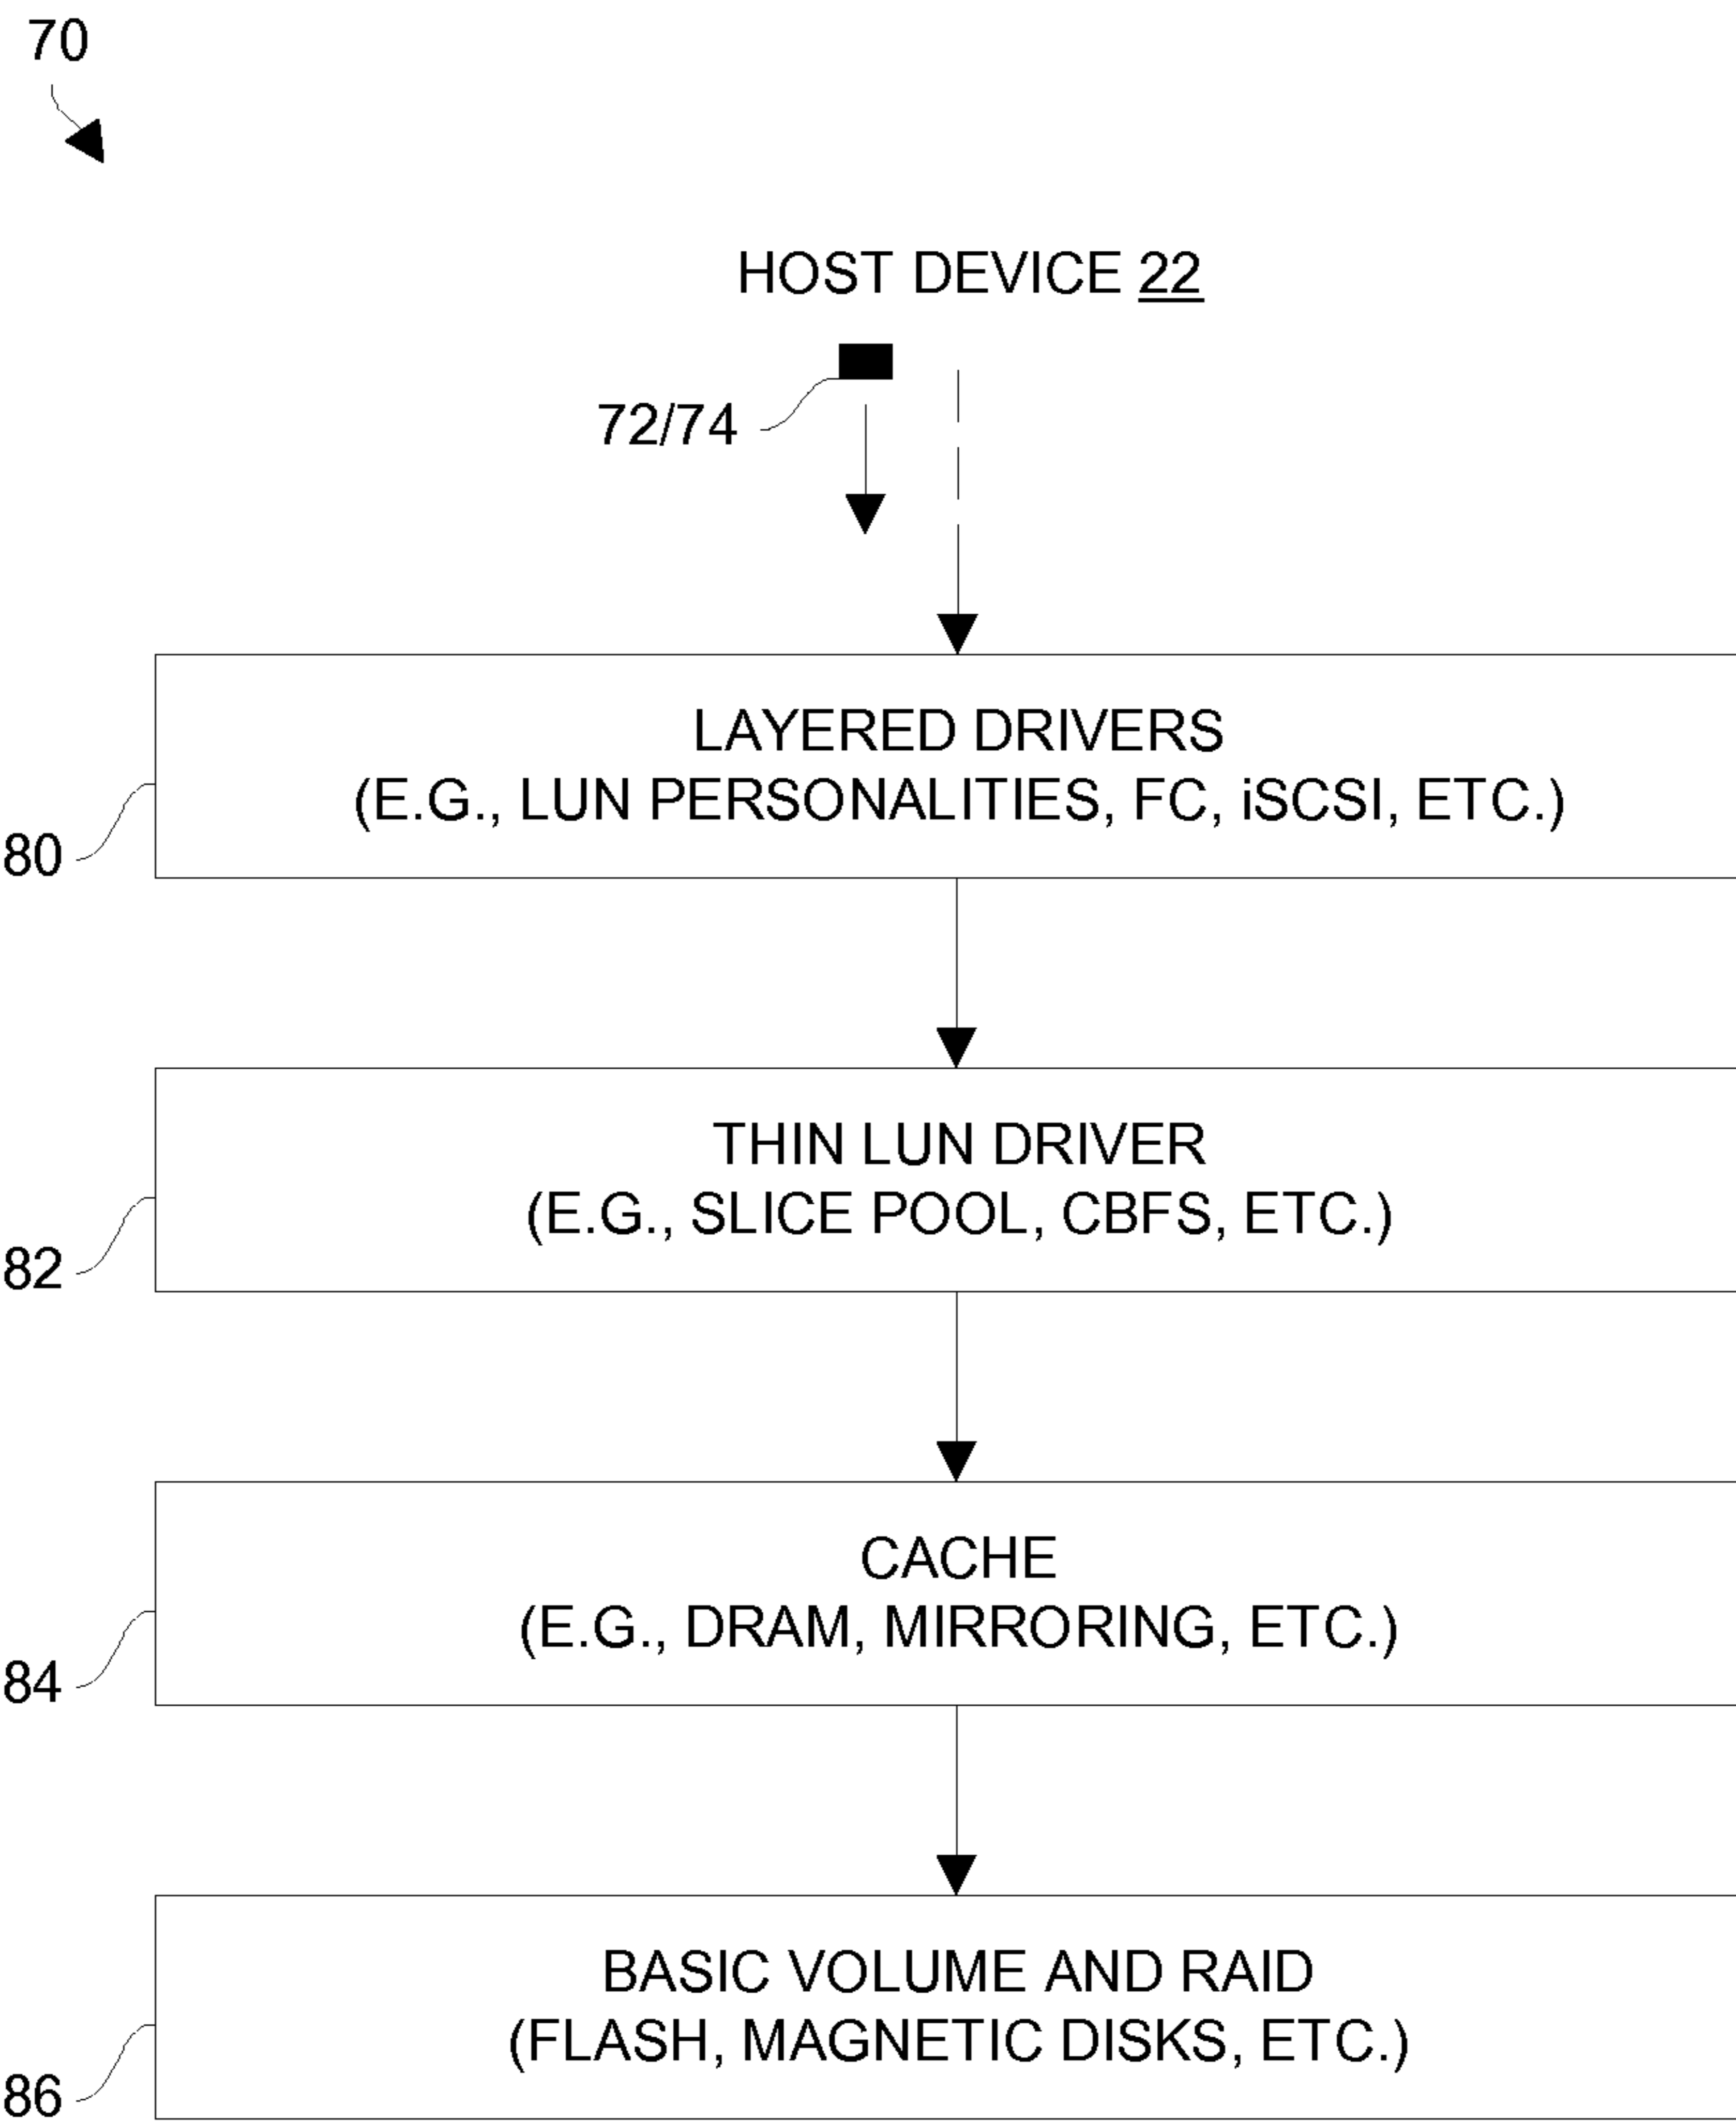 70
HOST DEVICE 22
72/74
LAYERED DRIVERS
(E.G., LUN PERSONALITIES, FC, iSCSI, ETC.)
80
THIN LUN DRIVER
(E.G., SLICE POOL, CBFS, ETC.)
82
CACHE
(E.G., DRAM, MIRRORING, ETC.)
84
BASIC VOLUME AND RAID
(FLASH, MAGNETIC DISKS, ETC.)
86